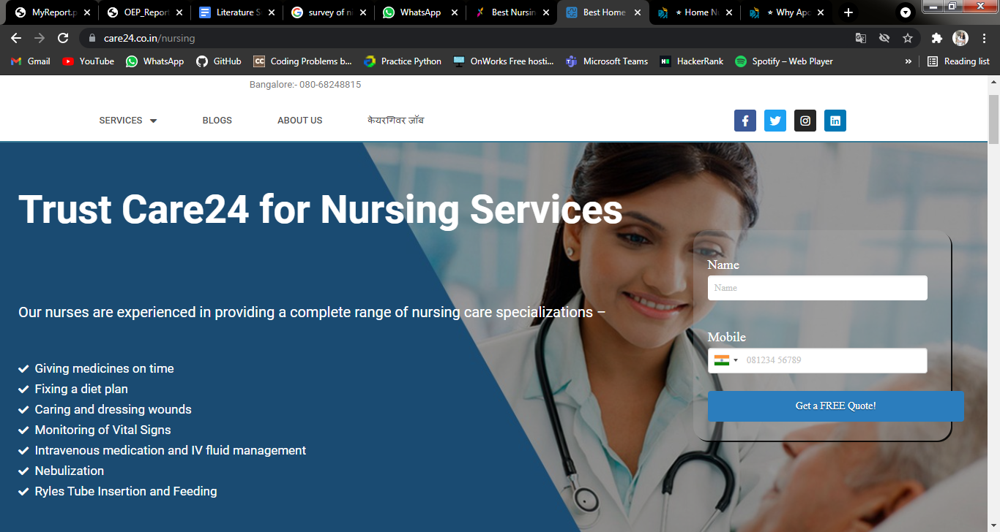 MyReport.p
OEP_Report
Literature S
survey of n
WhatsApp
Best Nursin
Best Home
★ Home Nu
★ Why Apo
care24.co.in/nursing
Gmail
YouTube
WhatsApp
GitHub
CC
Coding Problems b...
Practice Python
OnWorks Free hosti...
Microsoft Teams
HackerRank
Spotify – Web Player
»
Reading list
Bangalore:- 080-68248815
SERVICES
BLOGS
ABOUT US
केयरगिवर जॉब
Trust Care24 for Nursing Services
Our nurses are experienced in providing a complete range of nursing care specializations –
Giving medicines on time
Fixing a diet plan
Caring and dressing wounds
Monitoring of Vital Signs
Intravenous medication and IV fluid management
Nebulization
Ryles Tube Insertion and Feeding
Name
Name
Mobile
081234 56789
Get a FREE Quote!